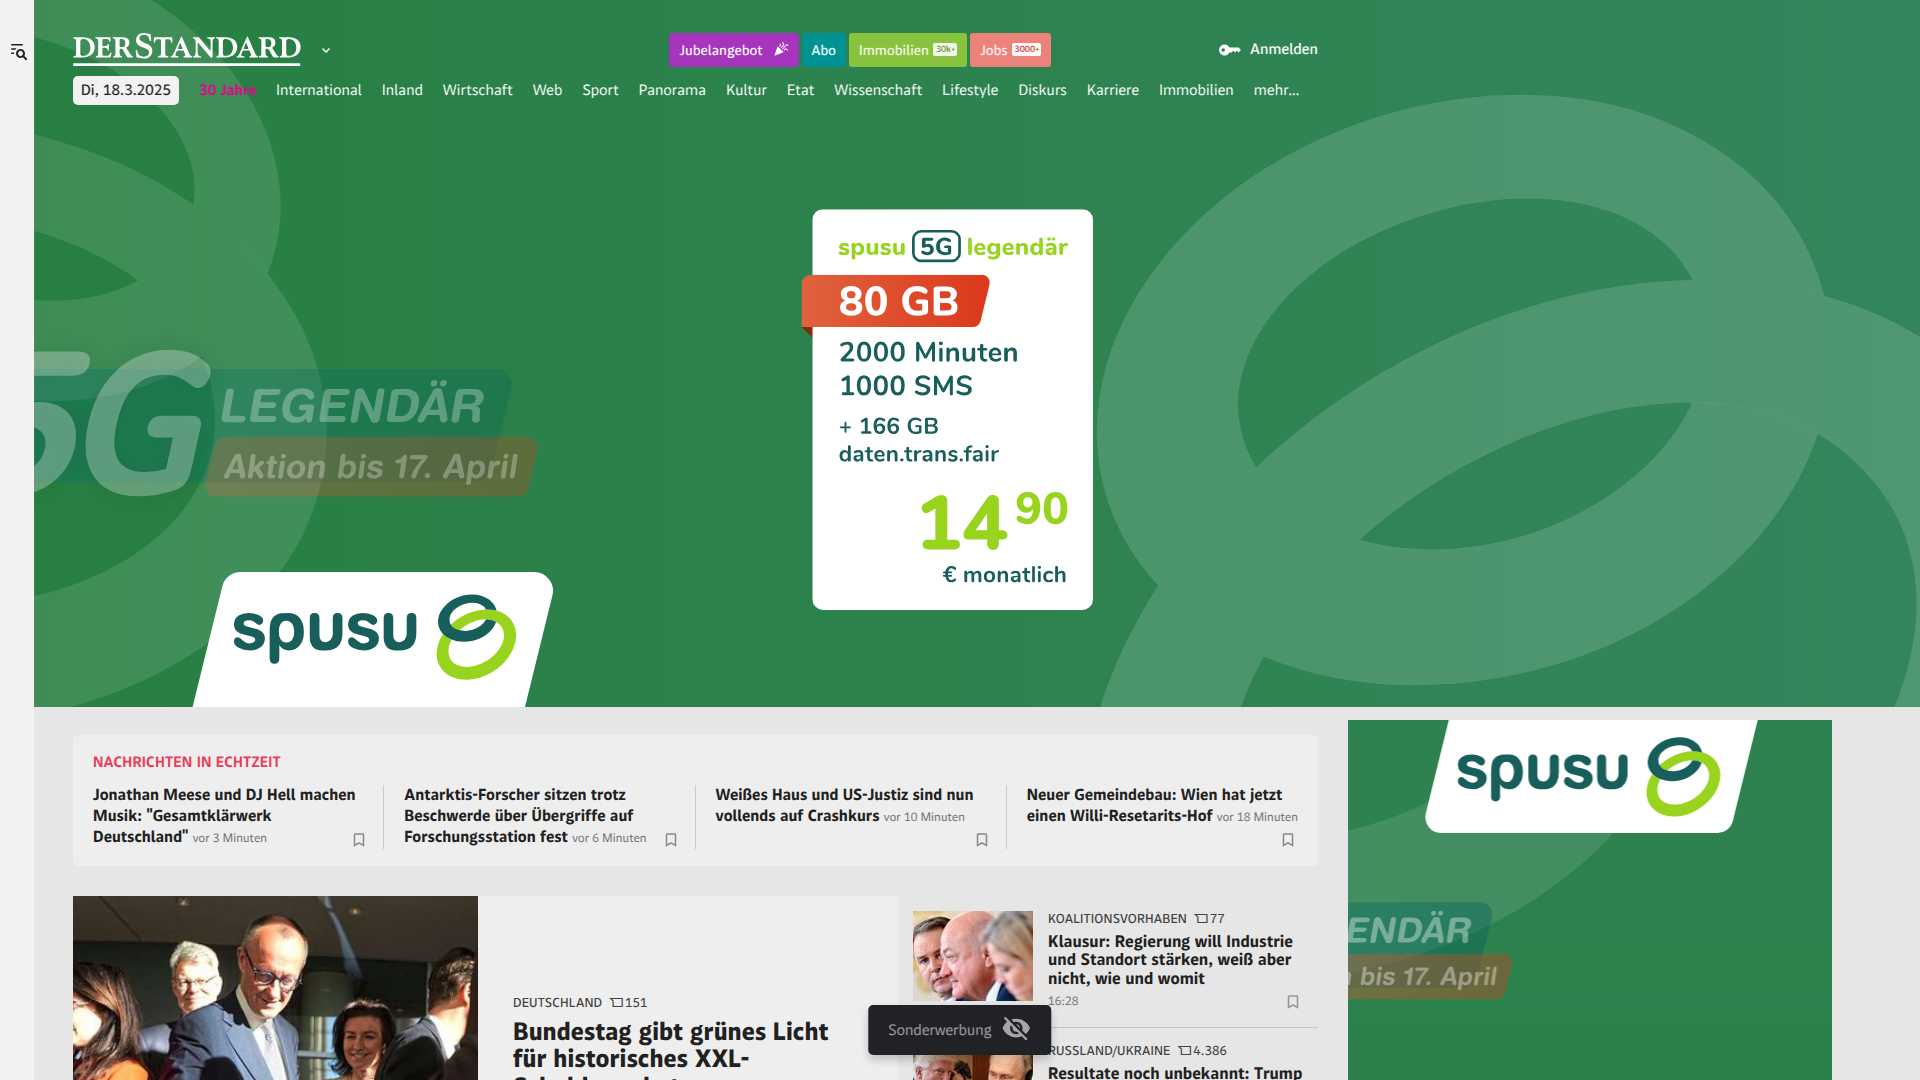 DERSTANDARD
Jubelangebot
Abo
Immobilien 30k+
Jobs 3000+
Anmelden
Di, 18.3.2025
30 Jahre
International
Inland
Wirtschaft
Web
Sport
Panorama
Kultur
Etat
Wissenschaft
Lifestyle
Diskurs
Karriere
Immobilien
mehr...
spusu 5G legendär
80 GB
2000 Minuten
1000 SMS
+ 166 GB
daten.trans.fair
14 90
€ monatlich
5G
LEGENDÄR
Aktion bis 17. April
spusu
NACHRICHTEN IN ECHTZEIT
Jonathan Meese und DJ Hell machen
Musik: "Gesamtklärwerk
Deutschland" vor 3 Minuten
Antarktis-Forscher sitzen trotz
Beschwerde über Übergriffe auf
Forschungsstation fest vor 6 Minuten
Weißes Haus und US-Justiz sind nun
vollends auf Crashkurs vor 10 Minuten
Neuer Gemeindebau: Wien hat jetzt
einen Willi-Resetarits-Hof vor 18 Minuten
spusu
ENDÄR
bis 17. April
DEUTSCHLAND 151
Bundestag gibt grünes Licht
für historisches XXL-
KOALITIONSVORHABEN 77
Klausur: Regierung will Industrie
und Standort stärken, weiß aber
nicht, wie und womit
16:28
Sonderwerbung
RUSSLAND/UKRAINE 4.386
Resultate noch unbekannt: Trump